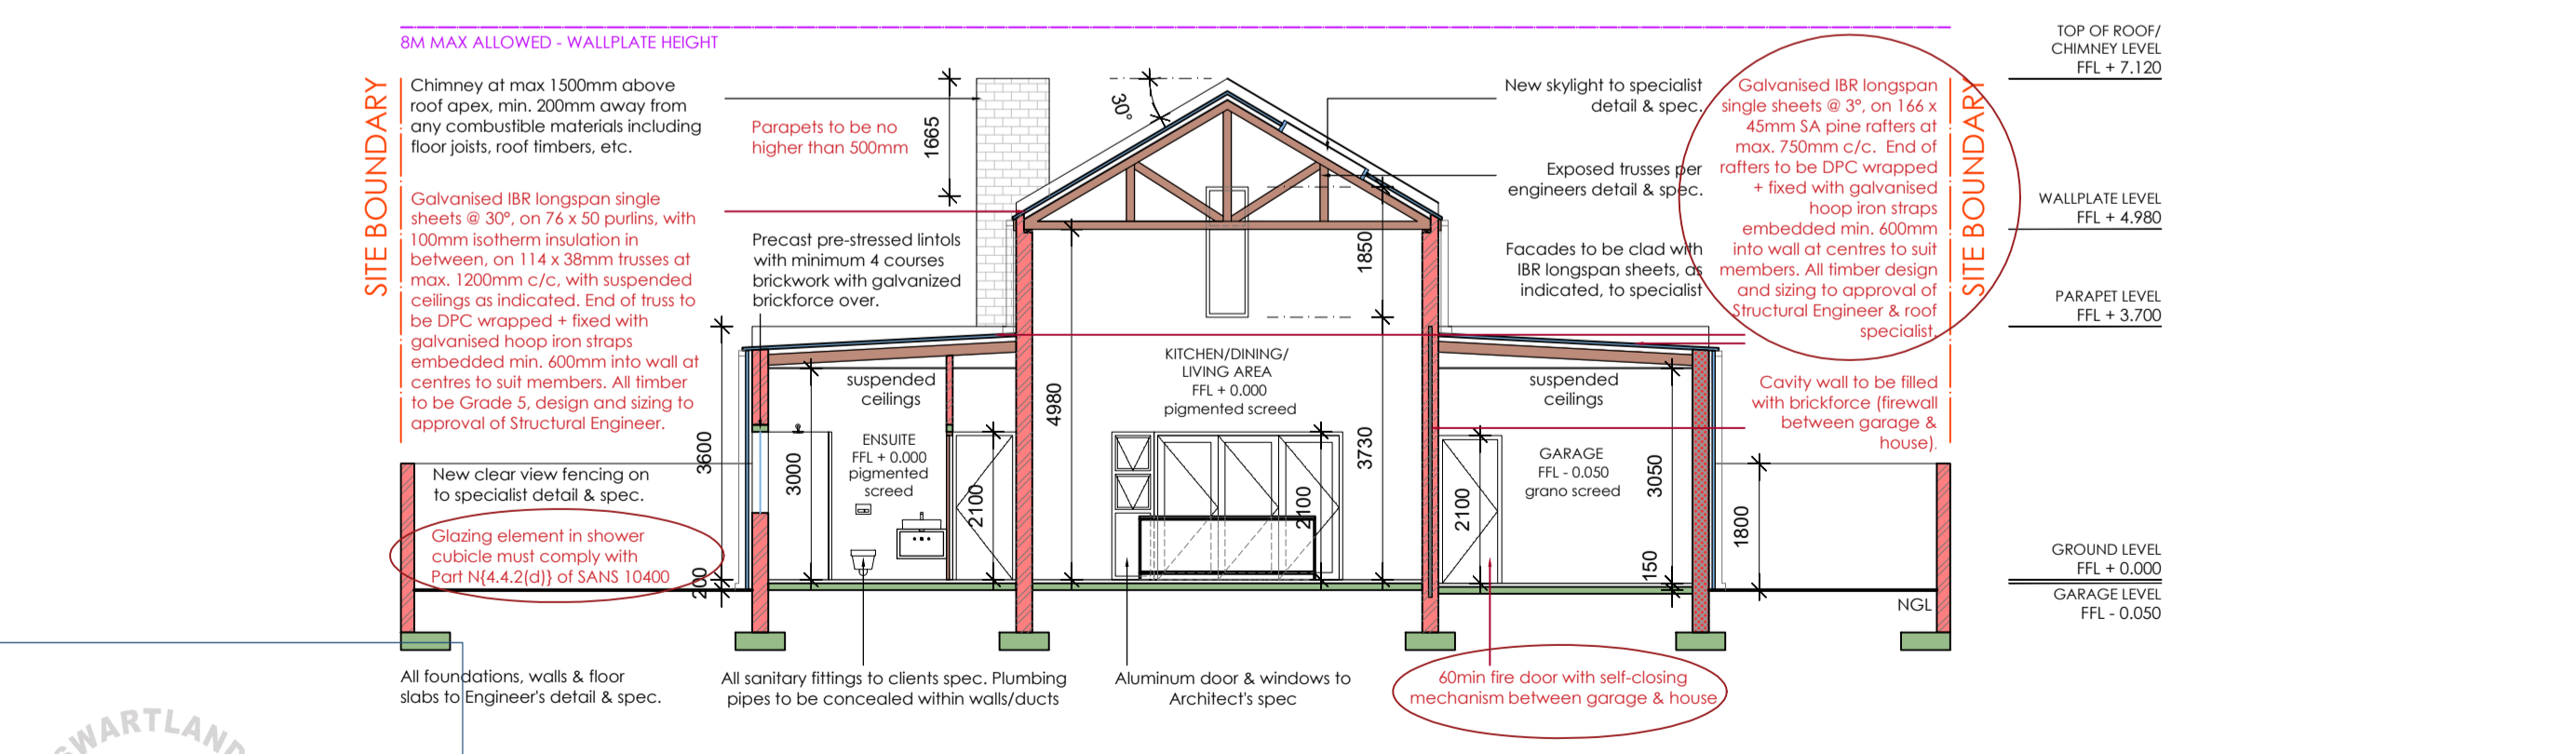 8M MAX ALLOWED - WALLPLATE HEIGHT
SITE BOUNDARY
Chimney at max 1500mm above
roof apex, min. 200mm away from
any combustible materials including
floor joists, roof timbers, etc.
Galvanised IBR longspan single
sheets @ 30°, on 76 x 50 purlins, with
100mm isotherm insulation in
between, on 114 x 38mm trusses at
max. 1200mm c/c, with suspended
ceilings as indicated. End of truss to
be DPC wrapped + fixed with
galvanised hoop iron straps
embedded min. 600mm into wall at
centres to suit members. All timber
to be Grade 5, design and sizing to
approval of Structural Engineer.
New clear view fencing on
to specialist detail & spec.
Glazing element in shower
cubicle must comply with
Part N{4.4.2(d)} of SANS 10400
All foundations, walls & floor
slabs to Engineer's detail & spec.
SWARTLAND
Parapets to be no
higher than 500mm
Precast pre-stressed lintols
with minimum 4 courses
brickwork with galvanized
brickforce over.
1665
30°
3600
200
3000
suspended
ceilings
ENSUITE
FFL + 0.000
pigmented
screed
2100
4980
KITCHEN/DINING/
LIVING AREA
FFL + 0.000
pigmented screed
2100
1850
3730
2100
suspended
ceilings
GARAGE
FFL - 0.050
grano screed
3050
150
1800
All sanitary fittings to clients spec. Plumbing
pipes to be concealed within walls/ducts
Aluminum door & windows to
Architect's spec
60min fire door with self-closing
mechanism between garage & house
New skylight to specialist
detail & spec.
Exposed trusses per
engineers detail & spec.
Facades to be clad with
IBR longspan sheets, as
indicated, to specialist
Galvanised IBR longspan
single sheets @ 3°, on 166 x
45mm SA pine rafters at
max. 750mm c/c. End of
rafters to be DPC wrapped
+ fixed with galvanised
hoop iron straps
embedded min. 600mm
into wall at centres to suit
members. All timber design
and sizing to approval of
Structural Engineer & roof
specialist.
Cavity wall to be filled
with brickforce (firewall
between garage &
house).
SITE BOUNDARY
NGL
TOP OF ROOF/
CHIMNEY LEVEL
FFL + 7.120
WALLPLATE LEVEL
FFL + 4.980
PARAPET LEVEL
FFL + 3.700
GROUND LEVEL
FFL + 0.000
GARAGE LEVEL
FFL - 0.050